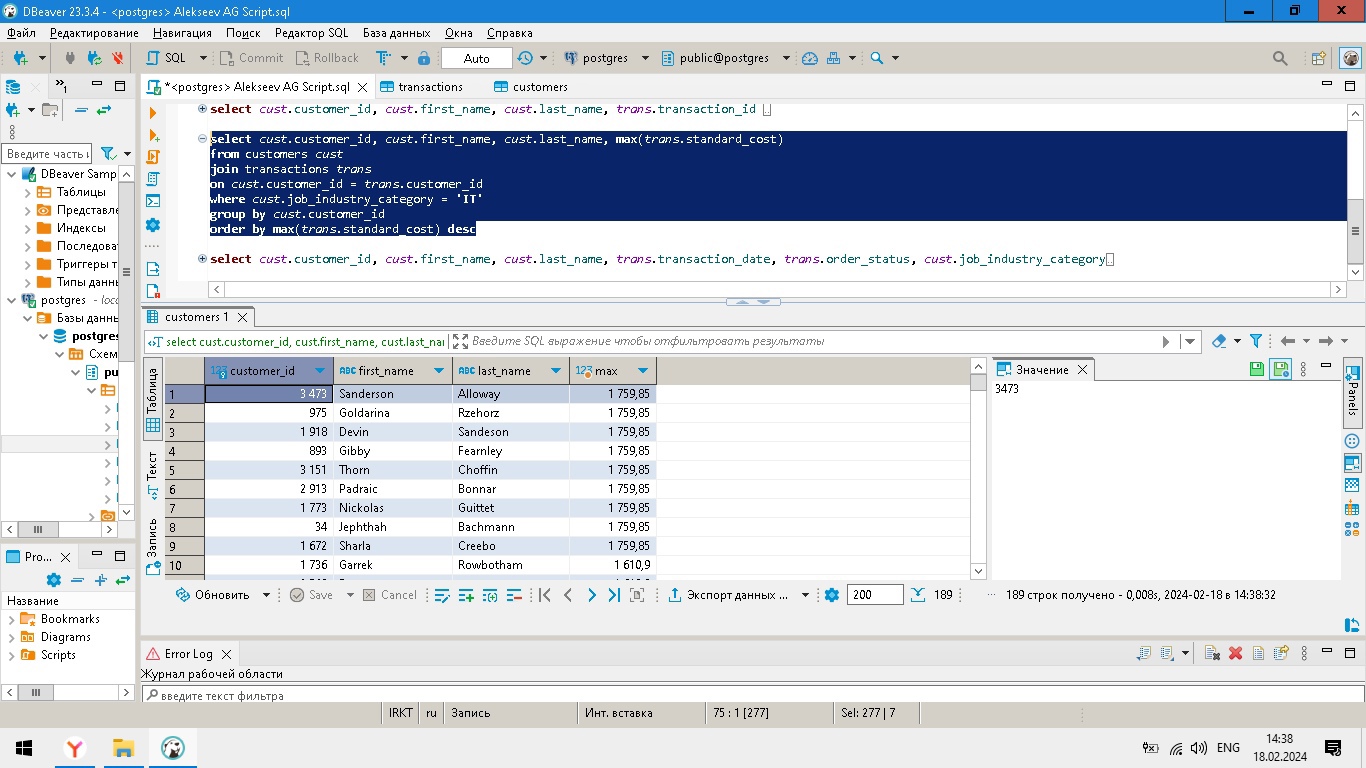 DBeaver 23.3.4 - <postgres> Alekseev AG Script.sql
Файл Редактирование Навигация Поиск Редактор SQL База данных Окна Справка
SQL Commit Rollback Auto postgres public@postgres
*<postgres> Alekseev AG Script.sql transactions customers
select cust.customer_id, cust.first_name, cust.last_name, trans.transaction_id
select cust.customer_id, cust.first_name, cust.last_name, max(trans.standard_cost)
from customers cust
join transactions trans
on cust.customer_id = trans.customer_id
where cust.job_industry_category = 'IT'
group by cust.customer_id
order by max(trans.standard_cost) desc
select cust.customer_id, cust.first_name, cust.last_name, trans.transaction_date, trans.order_status, cust.job_industry_category
Введите часть и
DBeaver Samp
Таблицы
Представле
Индексы
Последова
Триггеры т
Типы данн
postgres - loca
Базы данн
postgres
Схем
pu
customers 1
select cust.customer_id, cust.first_name, cust.last_nar Введите SQL выражение чтобы отфильтровать результаты
Таблица
Текст
Запись
customer_id first_name last_name max
1 3 473 Sanderson Alloway 1 759,85
2 975 Goldarina Rzehorz 1 759,85
3 1 918 Devin Sandeson 1 759,85
4 893 Gibby Fearnley 1 759,85
5 3 151 Thorn Choffin 1 759,85
6 2 913 Padraic Bonnar 1 759,85
7 1 773 Nickolas Guittet 1 759,85
8 34 Jephthah Bachmann 1 759,85
9 1 672 Sharla Creebo 1 759,85
10 1 736 Garrek Rowbotham 1 610,9
Значение
3473
Panels
Обновить Save Cancel Экспорт данных ... 200 189 189 строк получено - 0,008s, 2024-02-18 в 14:38:32
Pro...
Название
Bookmarks
Diagrams
Scripts
Error Log
Журнал рабочей области
введите текст фильтра
IRKT ru Запись Инт. вставка 75 : 1 [277] Sel: 277 | 7
ENG 14:38
18.02.2024